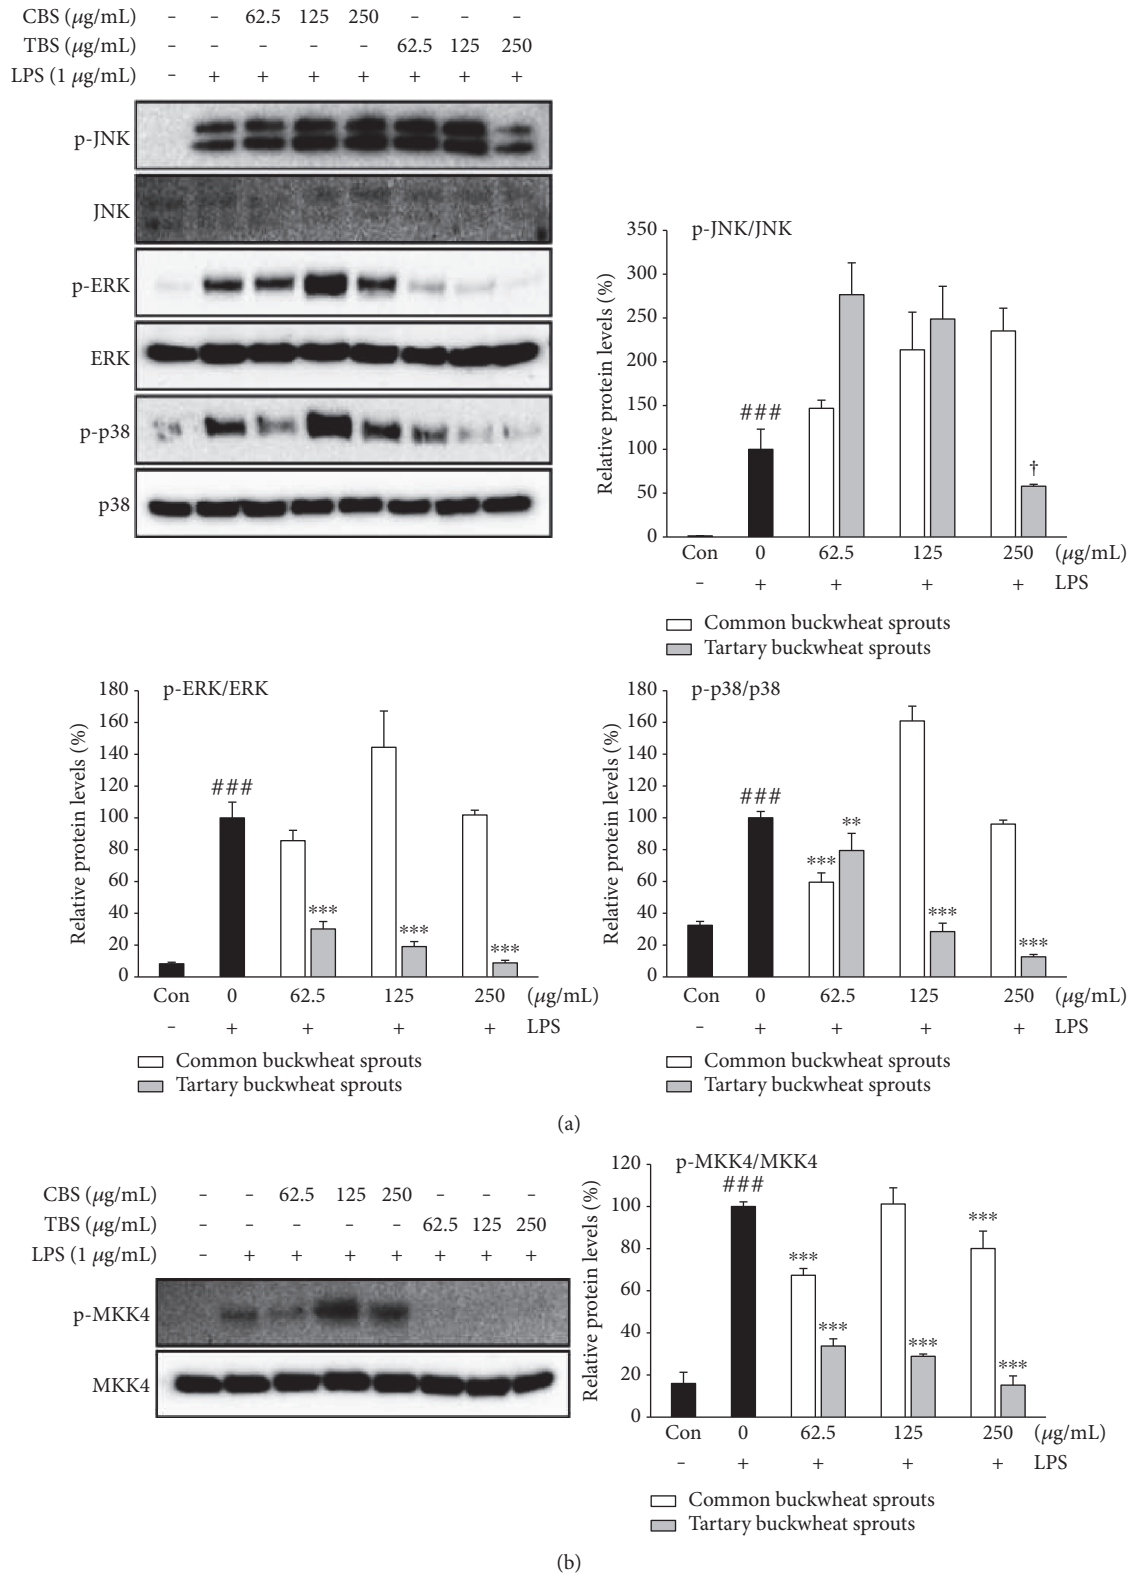 CBS (μg/mL) – – 62.5 125 250 – – –
TBS (μg/mL) – – – – – 62.5 125 250
LPS (1 μg/mL) – + + + + + + +
p-JNK
JNK
p-ERK
ERK
p-p38
p38
p-JNK/JNK
Relative protein levels (%)
350
300
250
200
150
100
50
0
###
†
Con 0 62.5 125 250 (μg/mL)
– + + + + LPS
Common buckwheat sprouts
Tartary buckwheat sprouts
p-ERK/ERK
Relative protein levels (%)
180
160
140
120
100
80
60
40
20
0
###
***
***
***
Con 0 62.5 125 250 (μg/mL)
– + + + + LPS
Common buckwheat sprouts
Tartary buckwheat sprouts
p-p38/p38
Relative protein levels (%)
180
160
140
120
100
80
60
40
20
0
###
***
**
***
***
Con 0 62.5 125 250 (μg/mL)
– + + + + LPS
Common buckwheat sprouts
Tartary buckwheat sprouts
(a)
CBS (μg/mL) – – 62.5 125 250 – – –
TBS (μg/mL) – – – – – 62.5 125 250
LPS (1 μg/mL) – + + + + + + +
p-MKK4
MKK4
p-MKK4/MKK4
Relative protein levels (%)
120
100
80
60
40
20
0
###
***
***
***
***
***
Con 0 62.5 125 250 (μg/mL)
– + + + + LPS
Common buckwheat sprouts
Tartary buckwheat sprouts
(b)